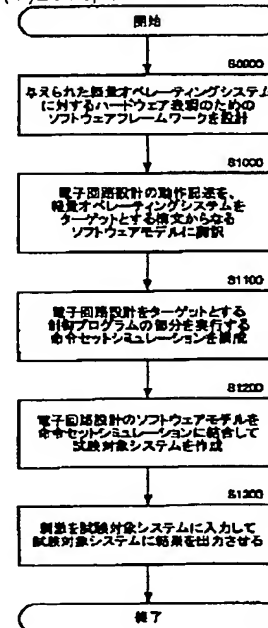 開始
S0900
与えられた軽量オペレーティングシステム
に対するハードウェア表現のための
ソフトウェアフレームワークを設計
S1000
電子回路設計の動作記述を、
軽量オペレーティングシステムを
ターゲットとする構文からなる
ソフトウェアモデルに翻訳
S1100
電子回路設計をターゲットとする
制御プログラムの部分を実行する
命令セットシミュレーションを構成
S1200
電子回路設計のソフトウェアモデルを
命令セットシミュレーションに結合して
試験対象システムを作成
S1300
刺激を試験対象システムに入力して
試験対象システムに結果を出力させる
終了